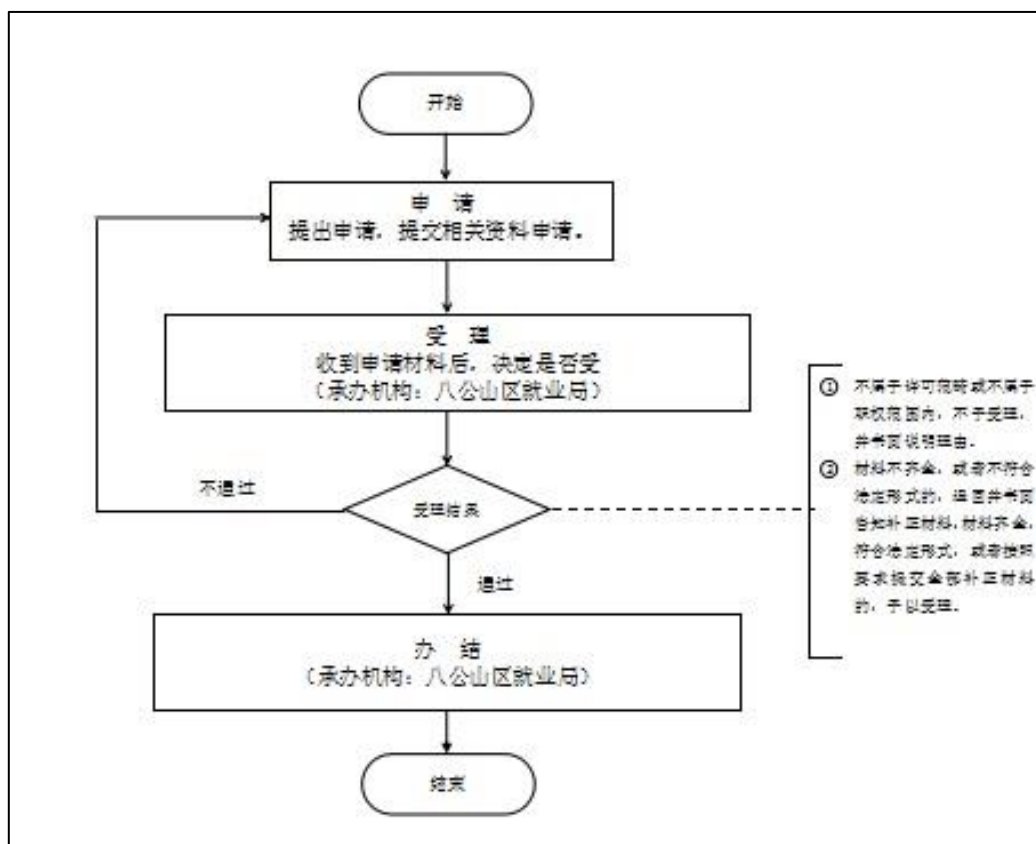 开始
申 请
提出申请，提交相关资料申请。
受 理
收到申请材料后，决定是否受
（承办机构：八公山区就业局）
不通过
受理结果
通过
办 结
（承办机构：八公山区就业局）
结束
① 不属于许可范畴或不属于
职权范围内，不予受理，
并书面说明理由。
② 材料不齐全，或者不符合
法定形式的，退回并书面
告知补正材料，材料齐全，
符合法定形式，或者按照
要求提交全部补正材料
的，予以受理。